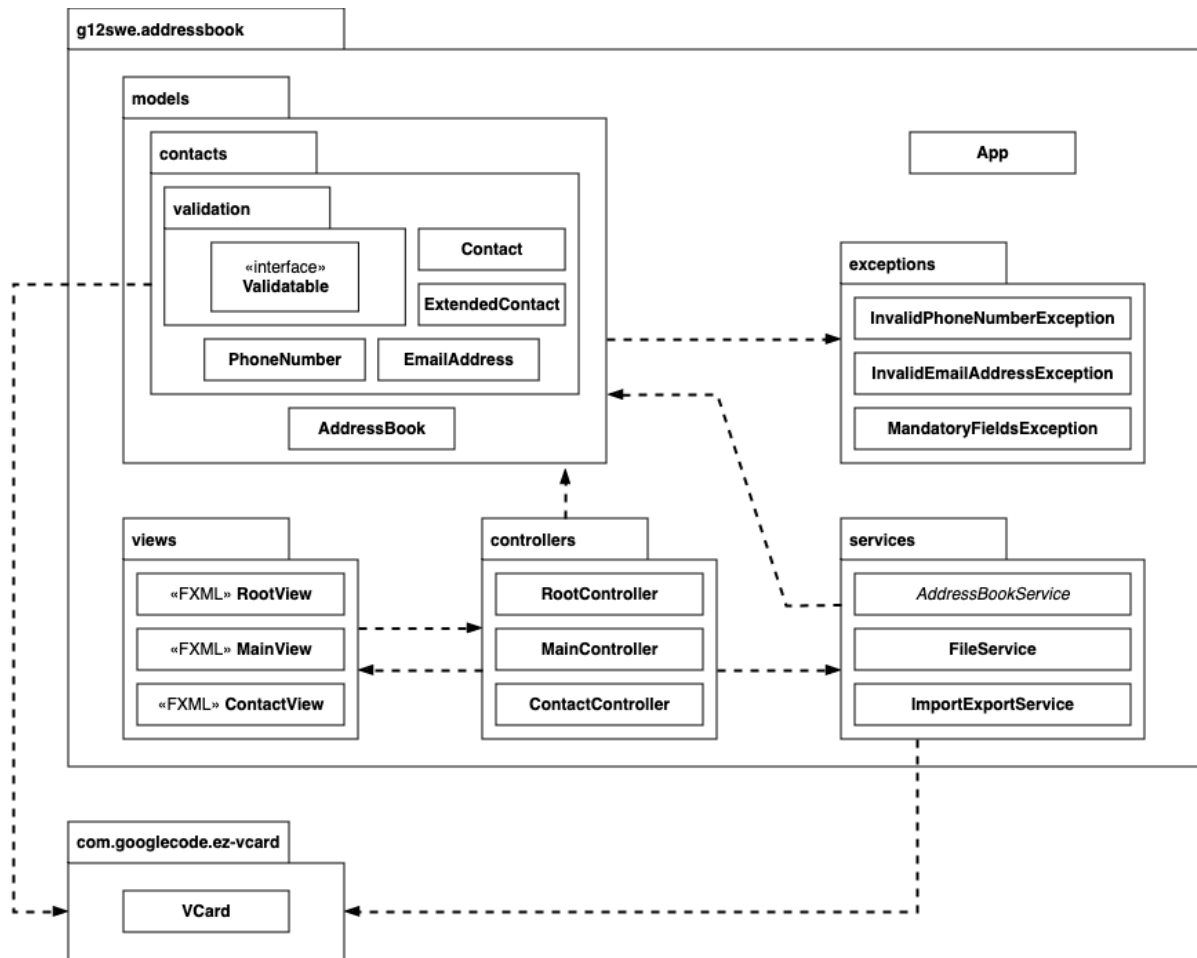 g12swe.addressbook
models
contacts
validation
«interface»
Validatable
Contact
ExtendedContact
PhoneNumber
EmailAddress
AddressBook
App
exceptions
InvalidPhoneNumberException
InvalidEmailAddressException
MandatoryFieldsException
views
«FXML» RootView
«FXML» MainView
«FXML» ContactView
controllers
RootController
MainController
ContactController
services
AddressBookService
FileService
ImportExportService
com.googlecode.ez-vcard
VCard